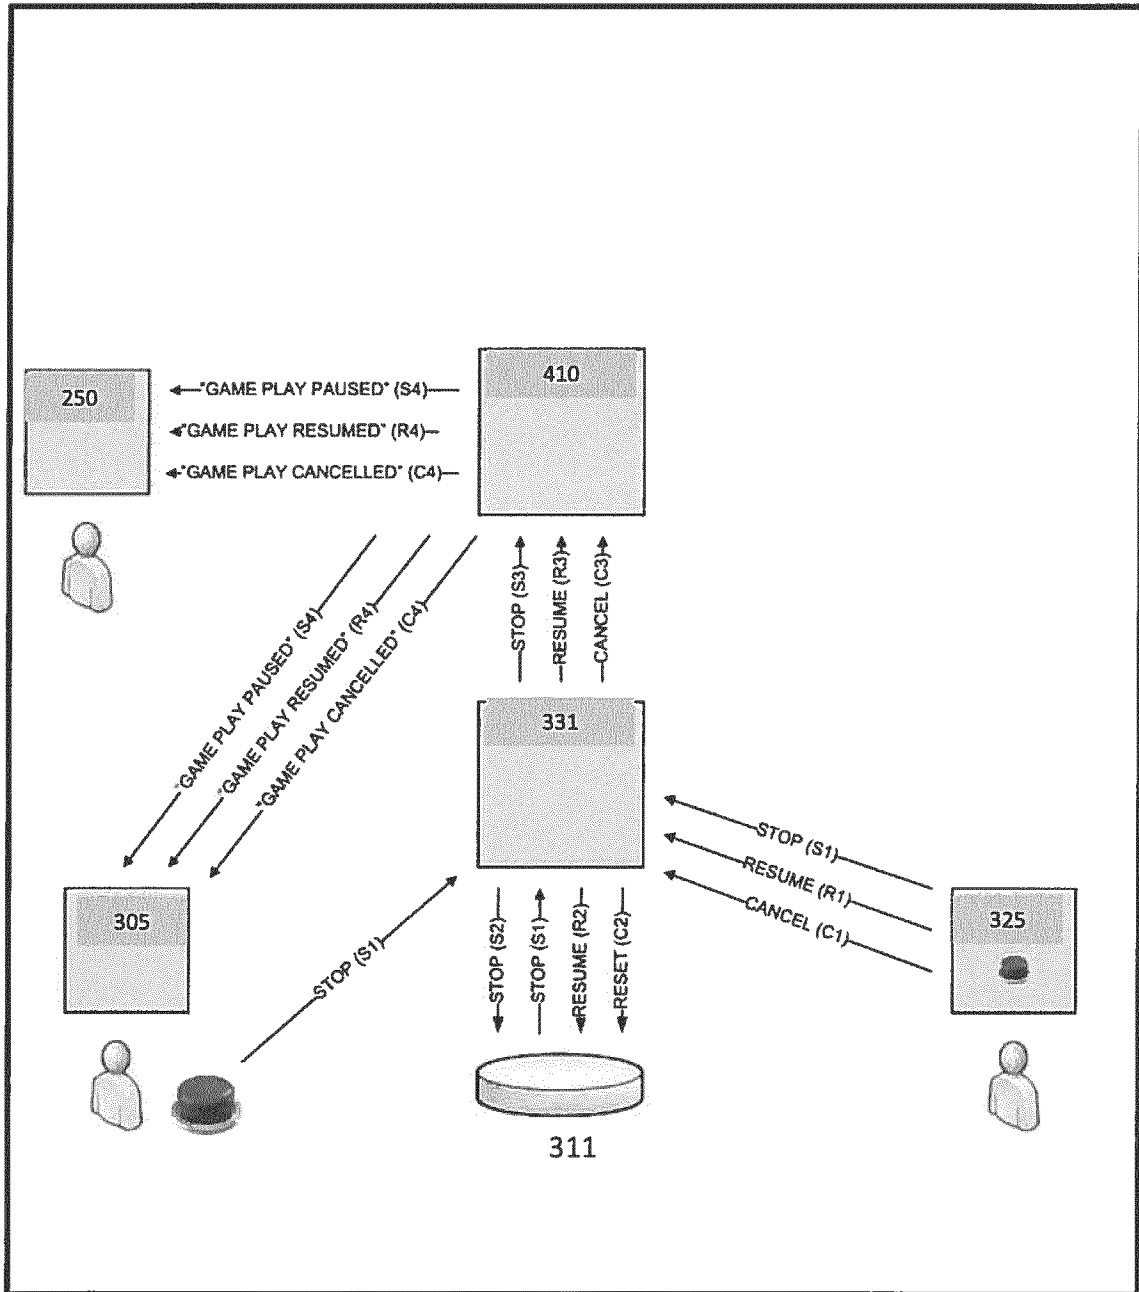 410
250
"GAME PLAY PAUSED" (S4)
"GAME PLAY RESUMED" (R4)
"GAME PLAY CANCELLED" (C4)
"GAME PLAY PAUSED" (S4)
"GAME PLAY RESUMED" (R4)
"GAME PLAY CANCELLED" (C4)
STOP (S3)
RESUME (R3)
CANCEL (C3)
331
STOP (S1)
RESUME (R1)
CANCEL (C1)
305
325
STOP (S1)
STOP (S2)
STOP (S1)
RESUME (R2)
RESET (C2)
311